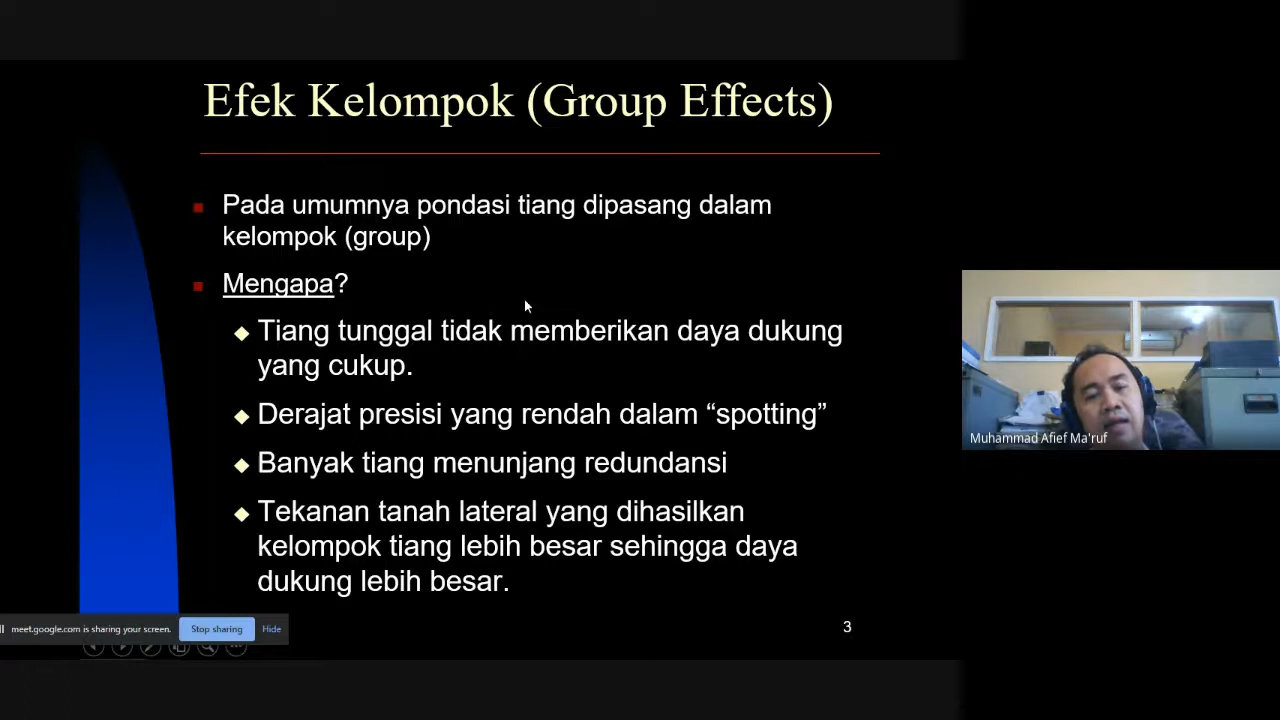 Efek Kelompok (Group Effects)
Pada umumnya pondasi tiang dipasang dalam
kelompok (group)
Mengapa?
Tiang tunggal tidak memberikan daya dukung
yang cukup.
Derajat presisi yang rendah dalam “spotting”
Banyak tiang menunjang redundansi
Tekanan tanah lateral yang dihasilkan
kelompok tiang lebih besar sehingga daya
dukung lebih besar.
3
Muhammad Afief Ma'ruf
meet.google.com is sharing your screen.
Stop sharing
Hide